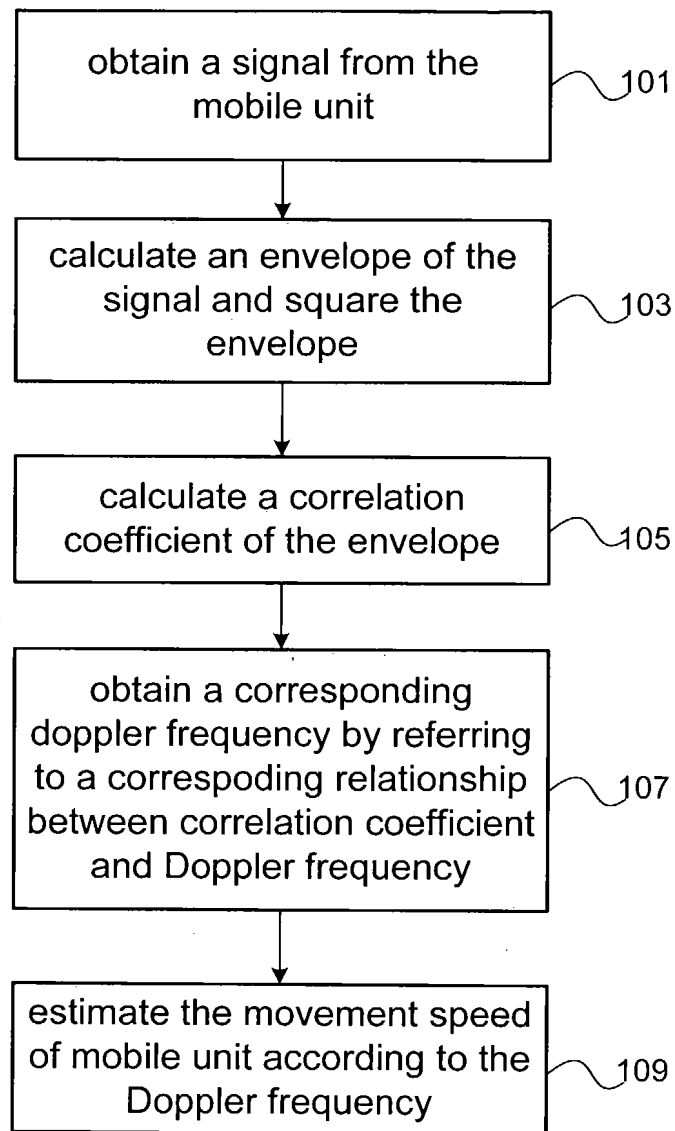 obtain a signal from the
mobile unit
101
calculate an envelope of the
signal and square the
envelope
103
calculate a correlation
coefficient of the envelope
105
obtain a corresponding
doppler frequency by referring
to a correspoding relationship
between correlation coefficient
and Doppler frequency
107
estimate the movement speed
of mobile unit according to the
Doppler frequency
109